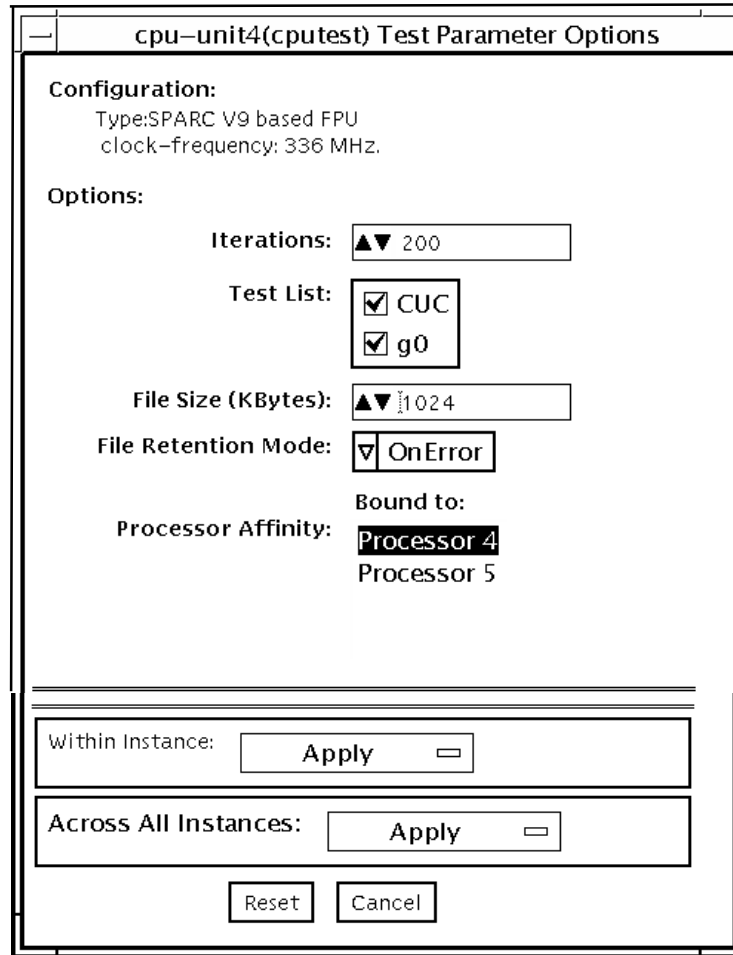 cpu–unit4(cputest) Test Parameter Options
Configuration:
Type:SPARC V9 based FPU
clock–frequency: 336 MHz.
Options:
Iterations: 200
Test List: CUC
g0
File Size (KBytes): 1024
File Retention Mode: OnError
Bound to:
Processor Affinity: Processor 4
Processor 5
Within Instance: Apply
Across All Instances: Apply
Reset Cancel